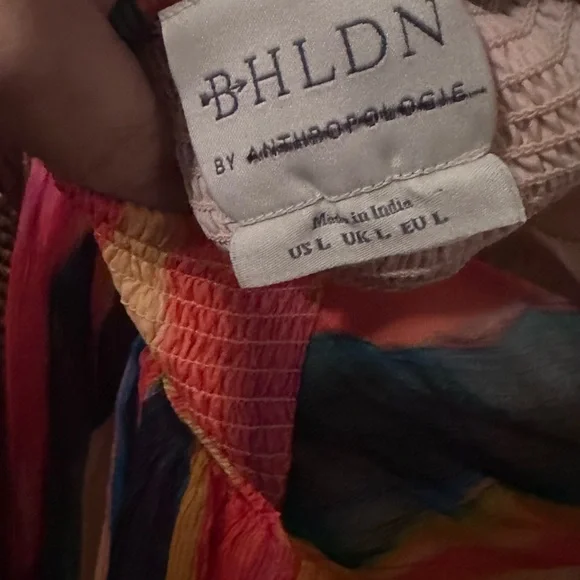 BHLDN
BY ANTHROPOLOGIE
Made in India
US L UK L EU L